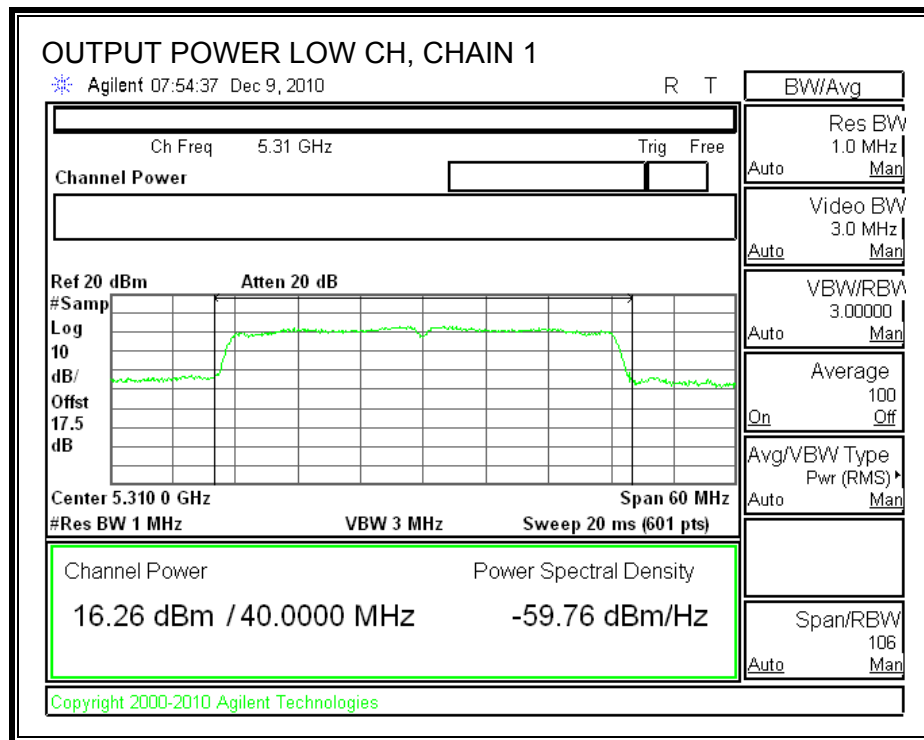 OUTPUT POWER LOW CH, CHAIN 1
Agilent 07:54:37 Dec 9, 2010 R T
Ch Freq 5.31 GHz Trig Free
Channel Power
Ref 20 dBm Atten 20 dB
#Samp
Log
10
dB/
Offst
17.5
dB
Center 5.310 0 GHz Span 60 MHz
#Res BW 1 MHz VBW 3 MHz Sweep 20 ms (601 pts)
Channel Power Power Spectral Density
16.26 dBm / 40.0000 MHz -59.76 dBm/Hz
Copyright 2000-2010 Agilent Technologies
BW/Avg
Res BW
1.0 MHz
Auto Man
Video BW
3.0 MHz
Auto Man
VBW/RBW
3.00000
Auto Man
Average
100
On Off
Avg/VBW Type
Pwr (RMS)
Auto Man
Span/RBW
106
Auto Man